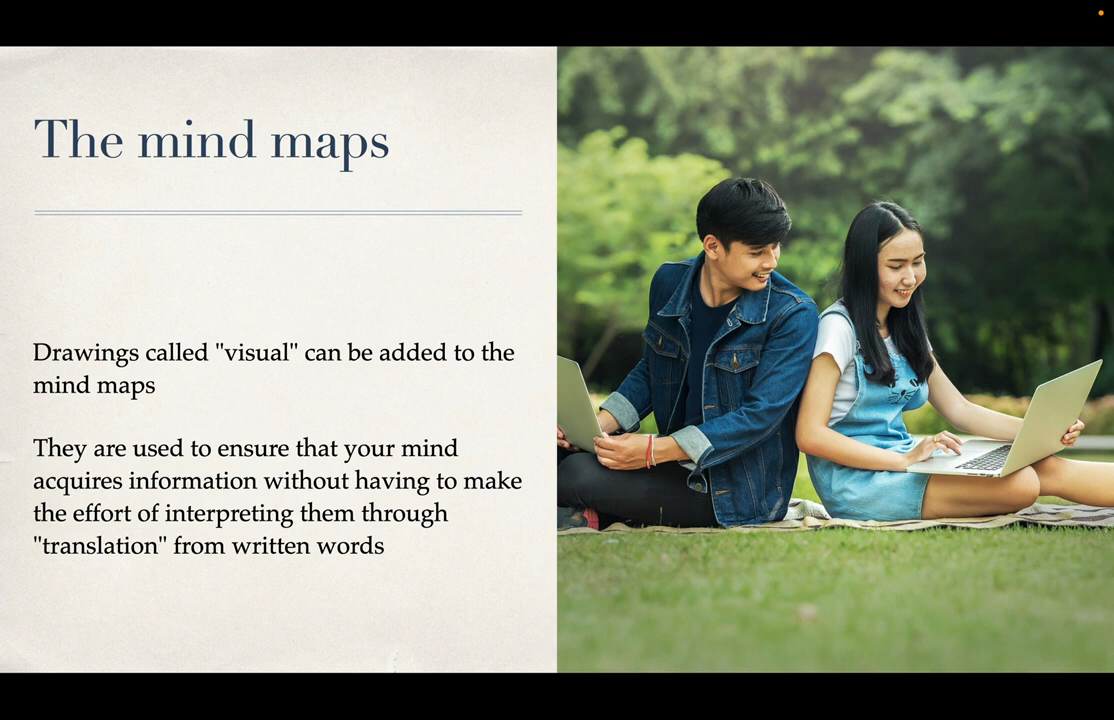 The mind maps
Drawings called "visual" can be added to the
mind maps
They are used to ensure that your mind
acquires information without having to make
the effort of interpreting them through
"translation" from written words